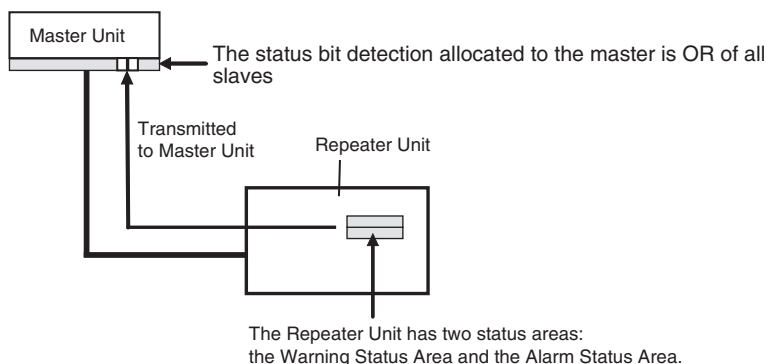 Master Unit
The status bit detection allocated to the master is OR of all
slaves
Transmitted
to Master Unit
Repeater Unit
The Repeater Unit has two status areas:
the Warning Status Area and the Alarm Status Area.